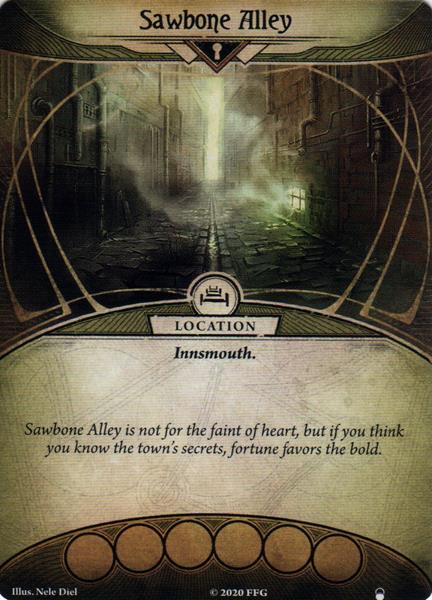 Sawbone Alley
LOCATION
Innsmouth.
Sawbone Alley is not for the faint of heart, but if you think
you know the town's secrets, fortune favors the bold.
Illus. Nele Diel
© 2020 FFG